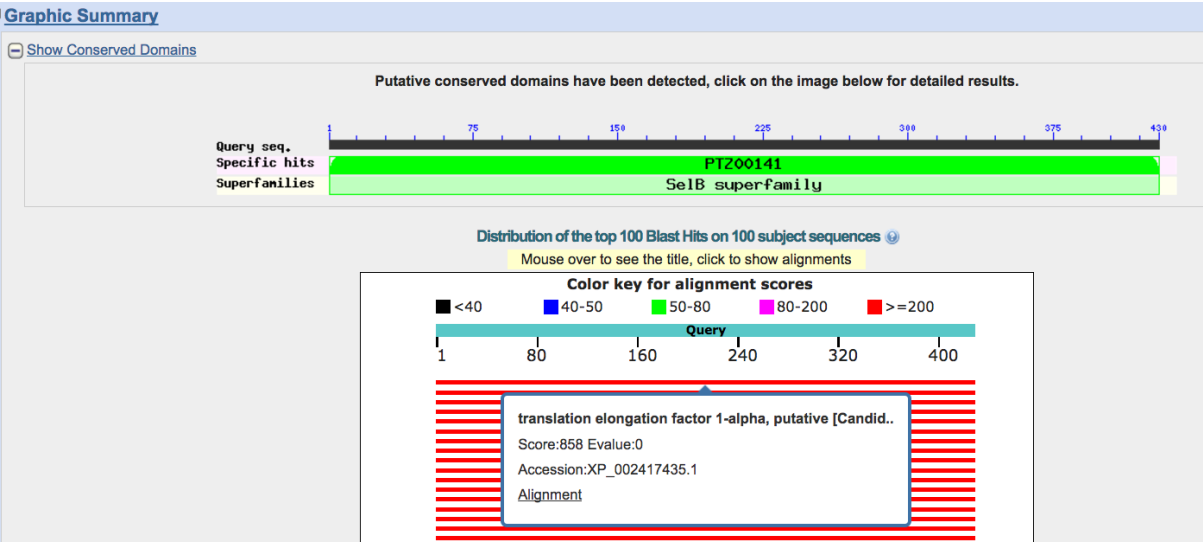 Graphic Summary
Show Conserved Domains
Putative conserved domains have been detected, click on the image below for detailed results.
1 75 150 225 300 375 430
Query seq.
Specific hits PTZ00141
Superfamilies SelB superfamily
Distribution of the top 100 Blast Hits on 100 subject sequences
Mouse over to see the title, click to show alignments
Color key for alignment scores
<40 40-50 50-80 80-200 >=200
Query
1 80 160 240 320 400
translation elongation factor 1-alpha, putative [Candid..
Score:858 Evalue:0
Accession:XP_002417435.1
Alignment